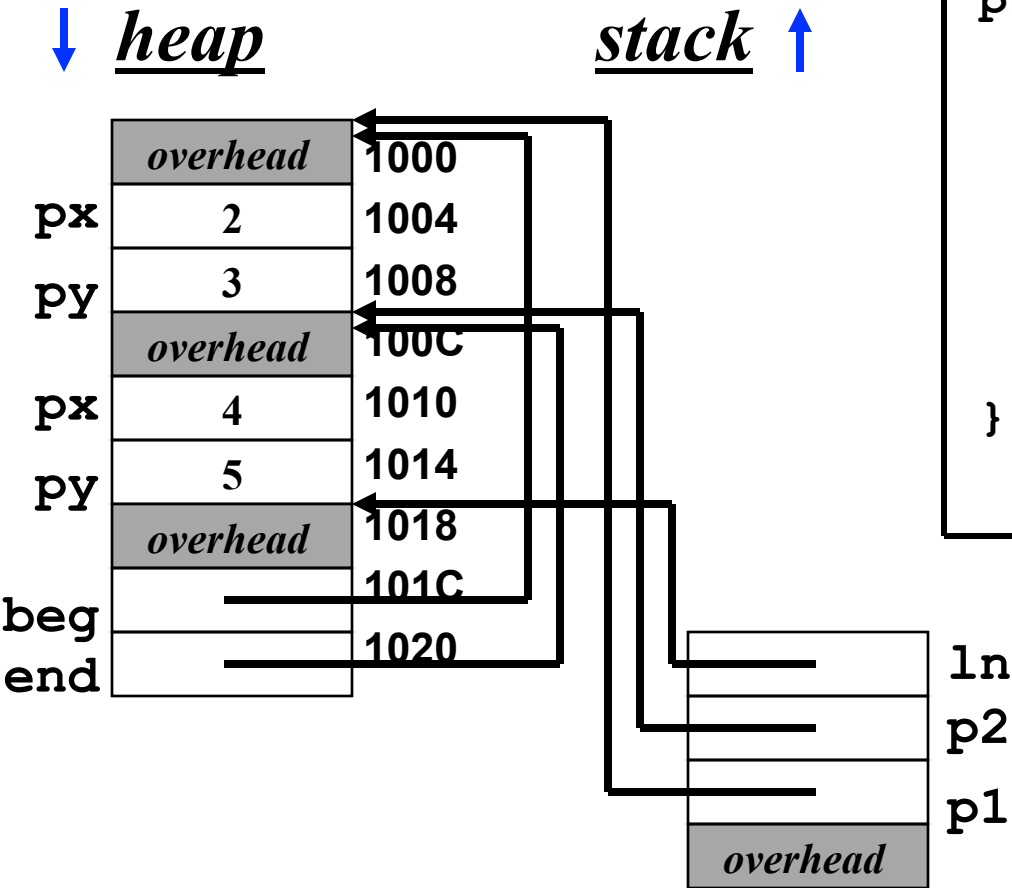 heap stack
p
overhead 1000
px 2 1004
py 3 1008
overhead 100C
px 4 1010
py 5 1014
overhead 1018
beg 101C
end 1020
}
ln
p2
p1
overhead